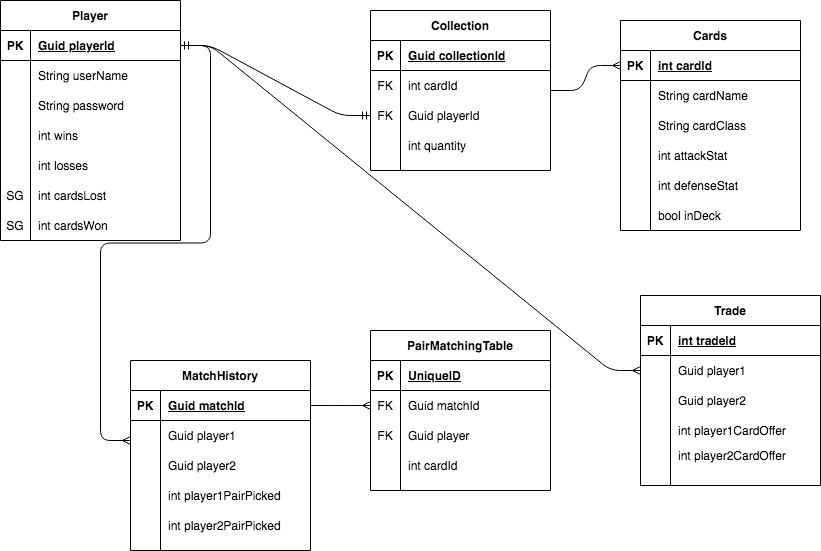 Player
PK Guid playerId
String userName
String password
int wins
int losses
SG int cardsLost
SG int cardsWon
Collection
PK Guid collectionId
FK int cardId
FK Guid playerId
int quantity
Cards
PK int cardId
String cardName
String cardClass
int attackStat
int defenseStat
bool inDeck
MatchHistory
PK Guid matchId
Guid player1
Guid player2
int player1PairPicked
int player2PairPicked
PairMatchingTable
PK UniqueID
FK Guid matchId
FK Guid player
int cardId
Trade
PK int tradeId
Guid player1
Guid player2
int player1CardOffer
int player2CardOffer